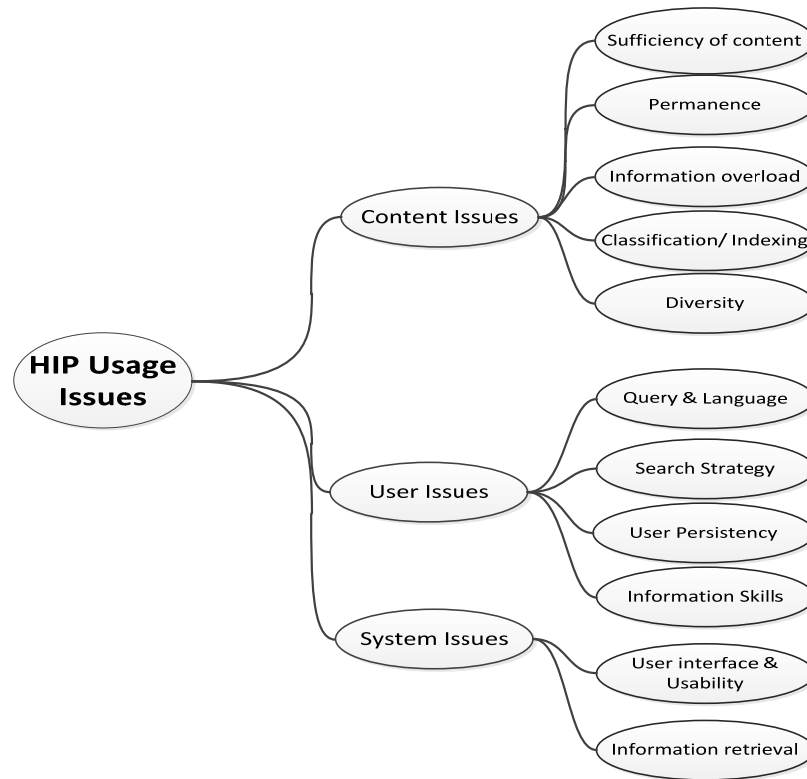 Sufficiency of content
Permanence
Information overload
Content Issues
Classification/ Indexing
Diversity
HIP Usage
Issues
Query & Language
Search Strategy
User Issues
User Persistency
Information Skills
System Issues
User interface &
Usability
Information retrieval